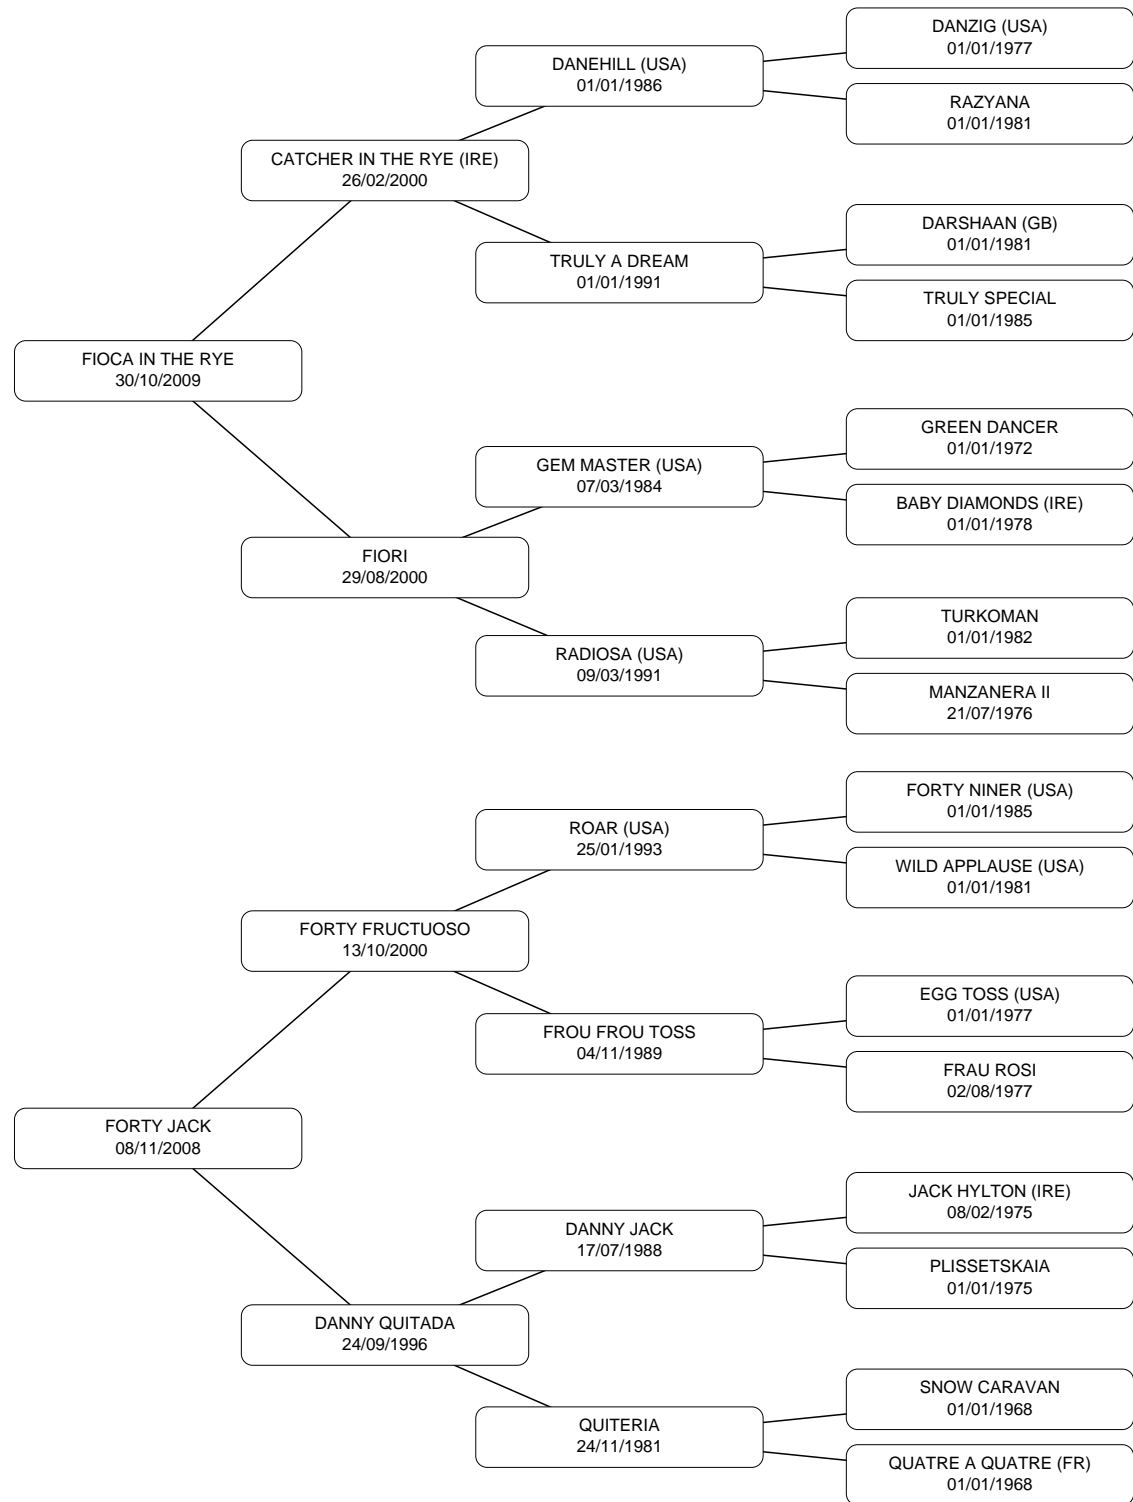 DANZIG (USA)
01/01/1977
DANEHILL (USA)
01/01/1986
RAZYANA
01/01/1981
CATCHER IN THE RYE (IRE)
26/02/2000
DARSHAAN (GB)
01/01/1981
TRULY A DREAM
01/01/1991
TRULY SPECIAL
01/01/1985
FIOCA IN THE RYE
30/10/2009
GREEN DANCER
01/01/1972
GEM MASTER (USA)
07/03/1984
BABY DIAMONDS (IRE)
01/01/1978
FIORI
29/08/2000
TURKOMAN
01/01/1982
RADIOSA (USA)
09/03/1991
MANZANERA II
21/07/1976
FORTY NINER (USA)
01/01/1985
ROAR (USA)
25/01/1993
WILD APPLAUSE (USA)
01/01/1981
FORTY FRUCTUOSO
13/10/2000
EGG TOSS (USA)
01/01/1977
FROU FROU TOSS
04/11/1989
FRAU ROSI
02/08/1977
FORTY JACK
08/11/2008
JACK HYLTON (IRE)
08/02/1975
DANNY JACK
17/07/1988
PLISSETSKAIA
01/01/1975
DANNY QUITADA
24/09/1996
SNOW CARAVAN
01/01/1968
QUITERIA
24/11/1981
QUATRE A QUATRE (FR)
01/01/1968